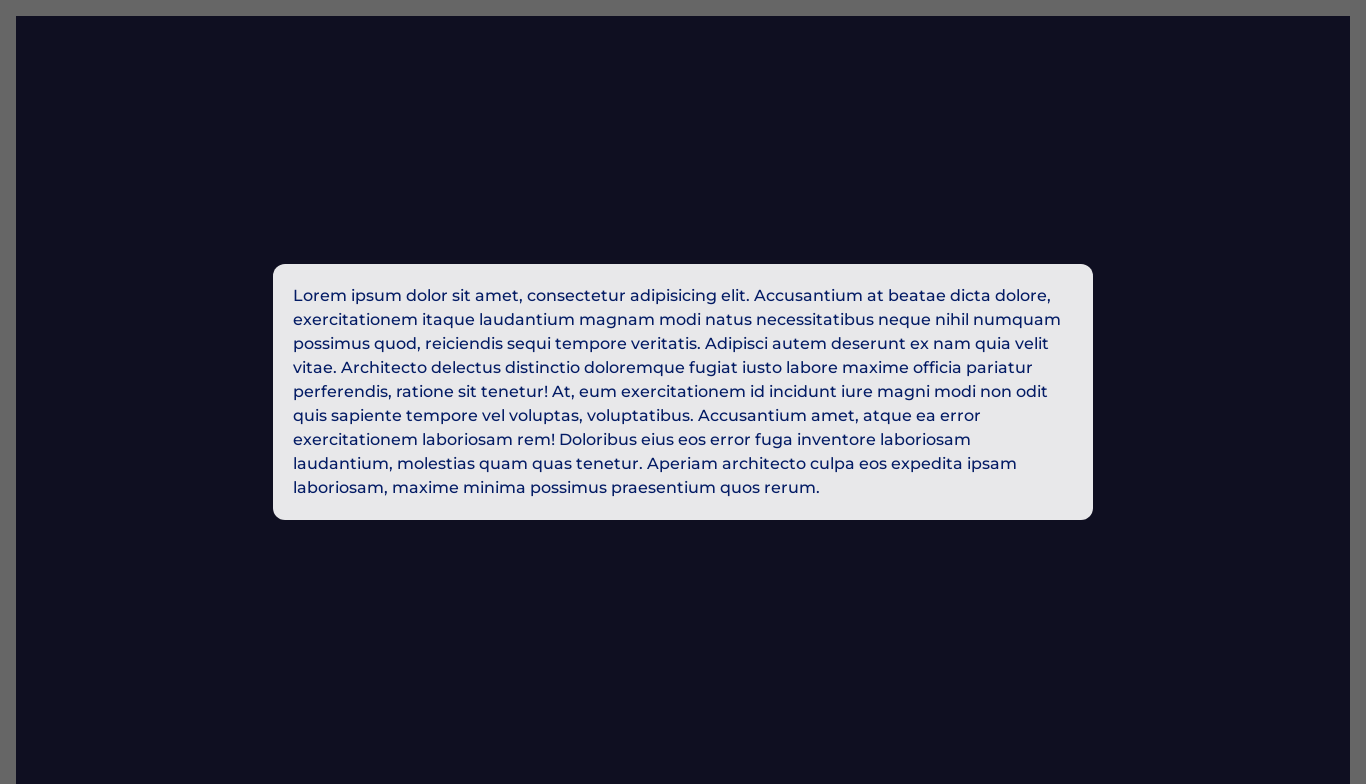 Lorem ipsum dolor sit amet, consectetur adipisicing elit. Accusantium at beatae dicta dolore,
exercitationem itaque laudantium magnam modi natus necessitatibus neque nihil numquam
possimus quod, reiciendis sequi tempore veritatis. Adipisci autem deserunt ex nam quia velit
vitae. Architecto delectus distinctio doloremque fugiat iusto labore maxime officia pariatur
perferendis, ratione sit tenetur! At, eum exercitationem id incidunt iure magni modi non odit
quis sapiente tempore vel voluptas, voluptatibus. Accusantium amet, atque ea error
exercitationem laboriosam rem! Doloribus eius eos error fuga inventore laboriosam
laudantium, molestias quam quas tenetur. Aperiam architecto culpa eos expedita ipsam
laboriosam, maxime minima possimus praesentium quos rerum.